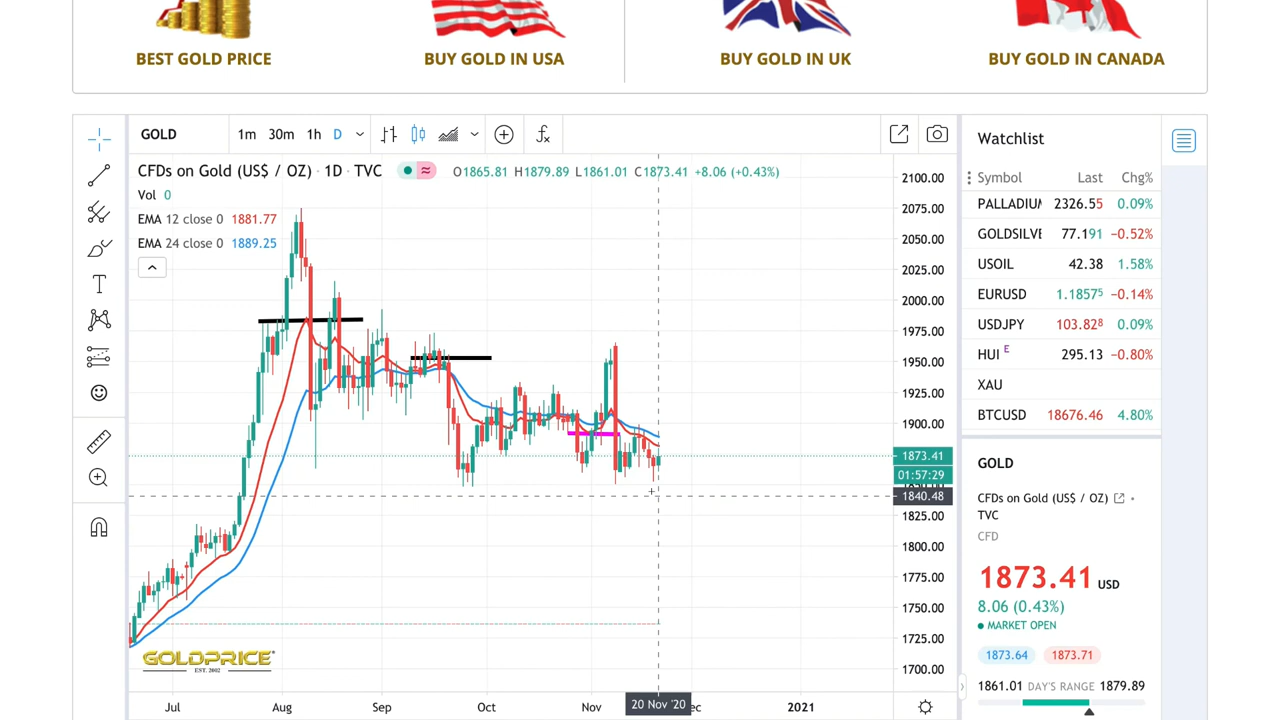 BEST GOLD PRICE
BUY GOLD IN USA
BUY GOLD IN UK
BUY GOLD IN CANADA
GOLD 1m 30m 1h D
CFDs on Gold (US$ / OZ) · 1D · TVC O1865.81 H1879.89 L1861.01 C1873.41 +8.06 (+0.43%)
Vol 0
EMA 12 close 0 1881.77
EMA 24 close 0 1889.25
2100.00
2075.00
2050.00
2025.00
2000.00
1975.00
1950.00
1925.00
1900.00
1873.41
01:57:29
1840.48
1825.00
1800.00
1775.00
1750.00
1725.00
1700.00
GOLDPRICE
EST. 2002
Jul Aug Sep Oct Nov 20 Nov '20 ec 2021
Watchlist
Symbol Last Chg%
PALLADIUM 2326.55 0.09%
GOLDSILVE 77.191 −0.52%
USOIL 42.38 1.58%
EURUSD 1.18575 −0.14%
USDJPY 103.828 0.09%
HUI E 295.13 −0.80%
XAU
BTCUSD 18676.46 4.80%
GOLD
CFDs on Gold (US$ / OZ) •
TVC
CFD
1873.41 USD
8.06 (0.43%)
MARKET OPEN
1873.64 1873.71
1861.01 DAY'S RANGE 1879.89